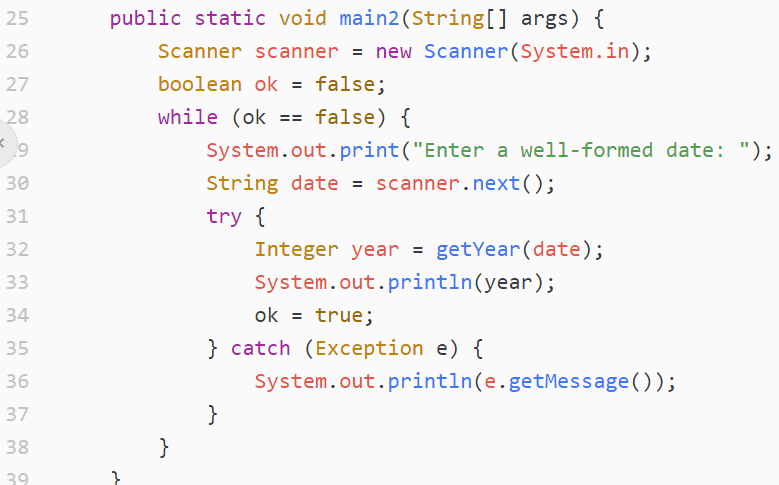 25 public static void main2(String[] args) {
26 Scanner scanner = new Scanner(System.in);
27 boolean ok = false;
28 while (ok == false) {
29 System.out.print("Enter a well-formed date: ");
30 String date = scanner.next();
31 try {
32 Integer year = getYear(date);
33 System.out.println(year);
34 ok = true;
35 } catch (Exception e) {
36 System.out.println(e.getMessage());
37 }
38 }
39 }